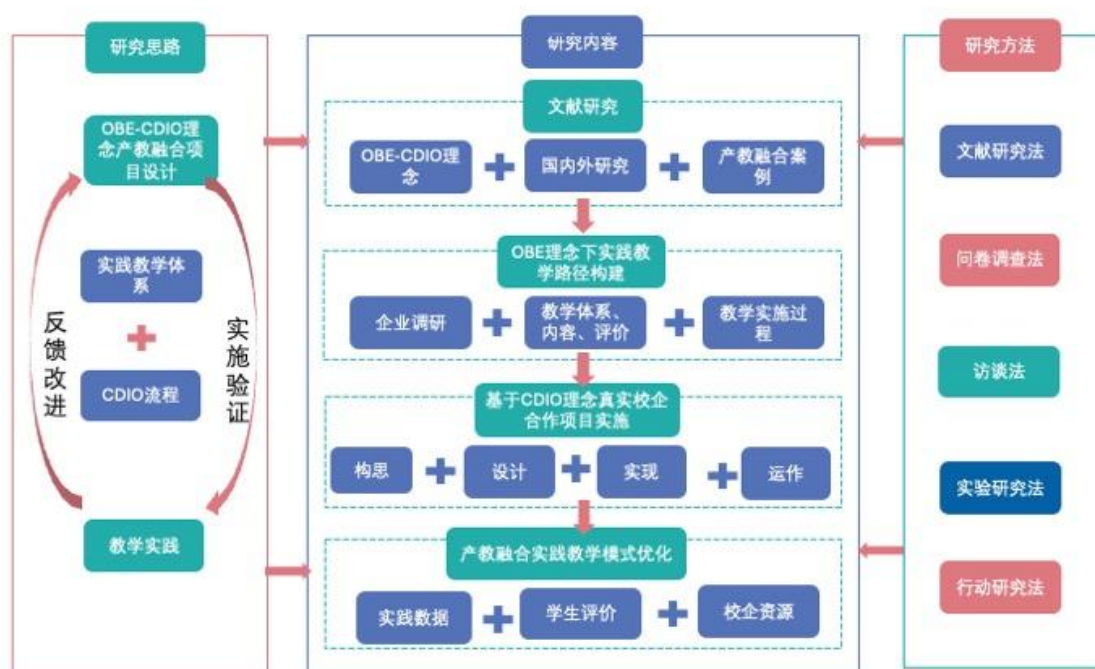 研究思路
OBE-CDIO理
念产教融合项
目设计
实践教学体
系
CDIO流程
反馈改进
实施验证
教学实践
研究内容
文献研究
OBE-CDIO理
念
国内外研究
产教融合案
例
OBE理念下实践教
学路径构建
企业调研
教学体系、
内容、评价
教学实施过
程
基于CDIO理念真实校企
合作项目实施
构思
设计
实现
运作
产教融合实践教学模式优化
实践数据
学生评价
校企资源
研究方法
文献研究法
问卷调查法
访谈法
实验研究法
行动研究法